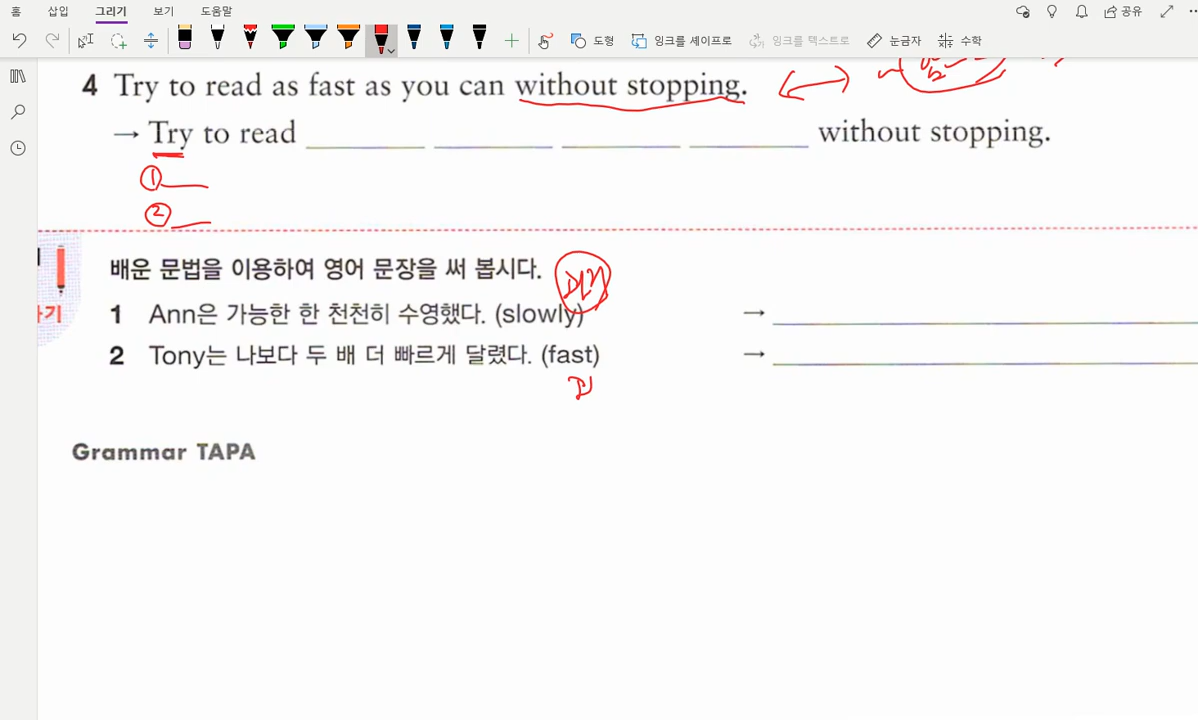 홈 삽입 그리기 보기 도움말 공유
도형 잉크를 셰이프로 잉크를 텍스트로 눈금자 수학
4 Try to read as fast as you can without stopping.
→ Try to read ____ ____ ____ ____ without stopping.
①
②
배운 문법을 이용하여 영어 문장을 써 봅시다.
기
1 Ann은 가능한 한 천천히 수영했다. (slowly) →
2 Tony는 나보다 두 배 더 빠르게 달렸다. (fast) →
Grammar TAPA